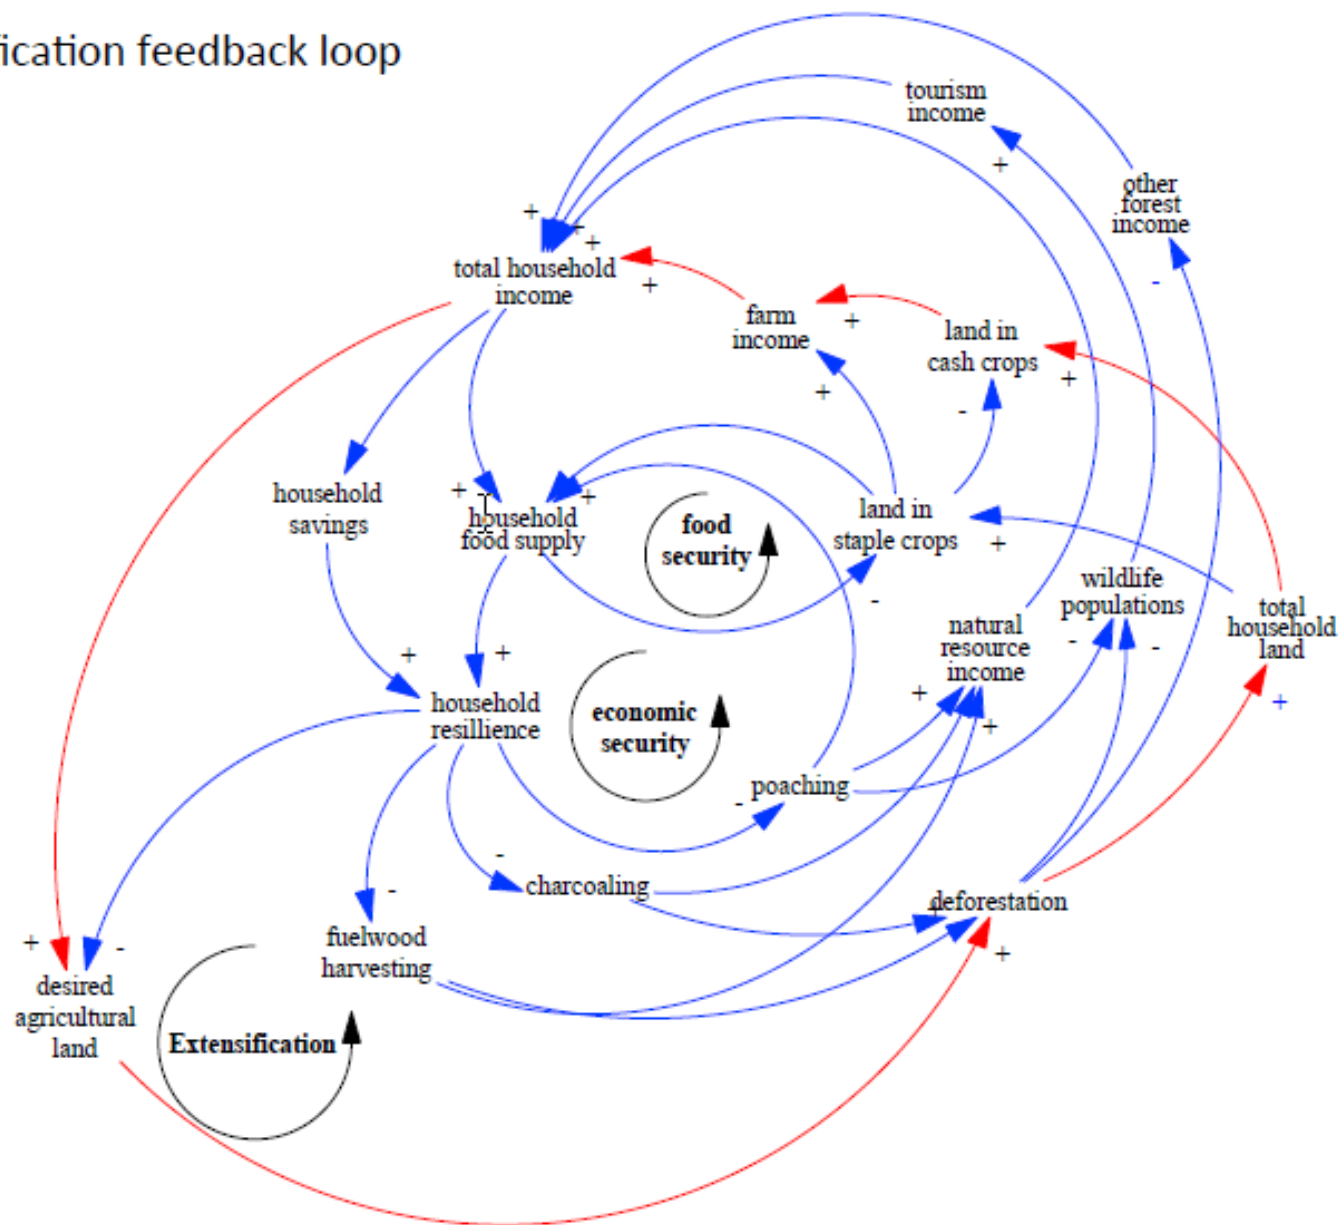 fication feedback loop
tourism
income
other
forest
income
+
+
+
+
-
total household
income
+
farm
income
+
land in
cash crops
+
+
-
household
savings
+
-
household
food supply
+
food
security
land in
staple crops
+
-
wildlife
populations
total
household
land
+
natural
resource
income
-
-
+
+
household
resillience
+
economic
security
+
+
poaching
-
-
charcoaling
deforestation
+
+
-
fuelwood
harvesting
+
-
desired
agricultural
land
Extensification